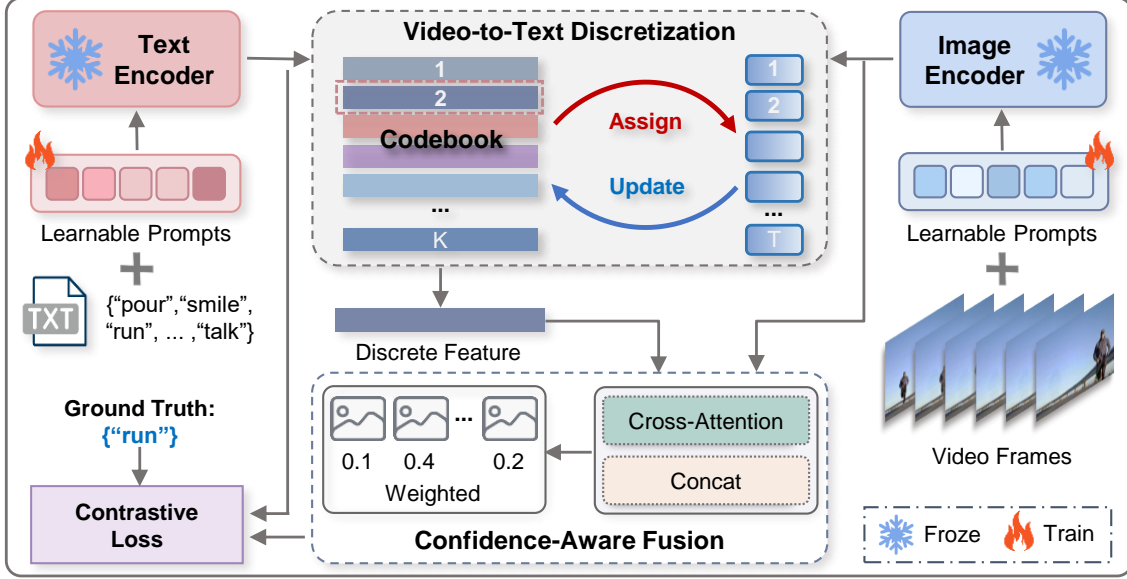 Text
Encoder
Learnable Prompts
TXT
{“pour”,“smile”,
“run”, ... ,“talk”}
Ground Truth:
{“run”}
Contrastive
Loss
Video-to-Text Discretization
1
2
Codebook
...
K
Assign
Update
1
2
...
T
Discrete Feature
0.1
0.4
...
0.2
Weighted
Cross-Attention
Concat
Confidence-Aware Fusion
Image
Encoder
Learnable Prompts
Video Frames
Froze
Train